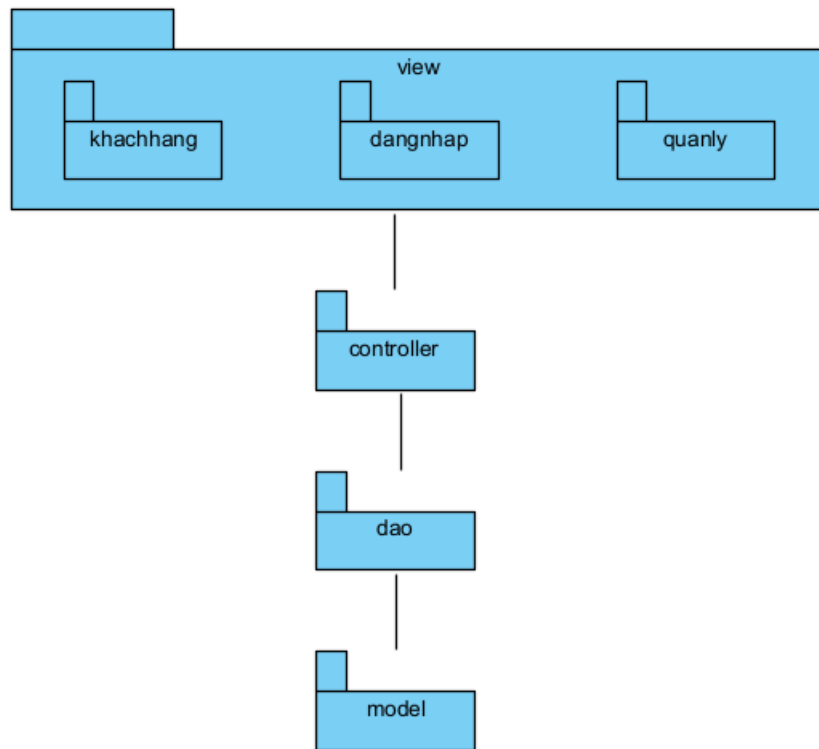 view
khachhang
dangnhap
quanly
controller
dao
model